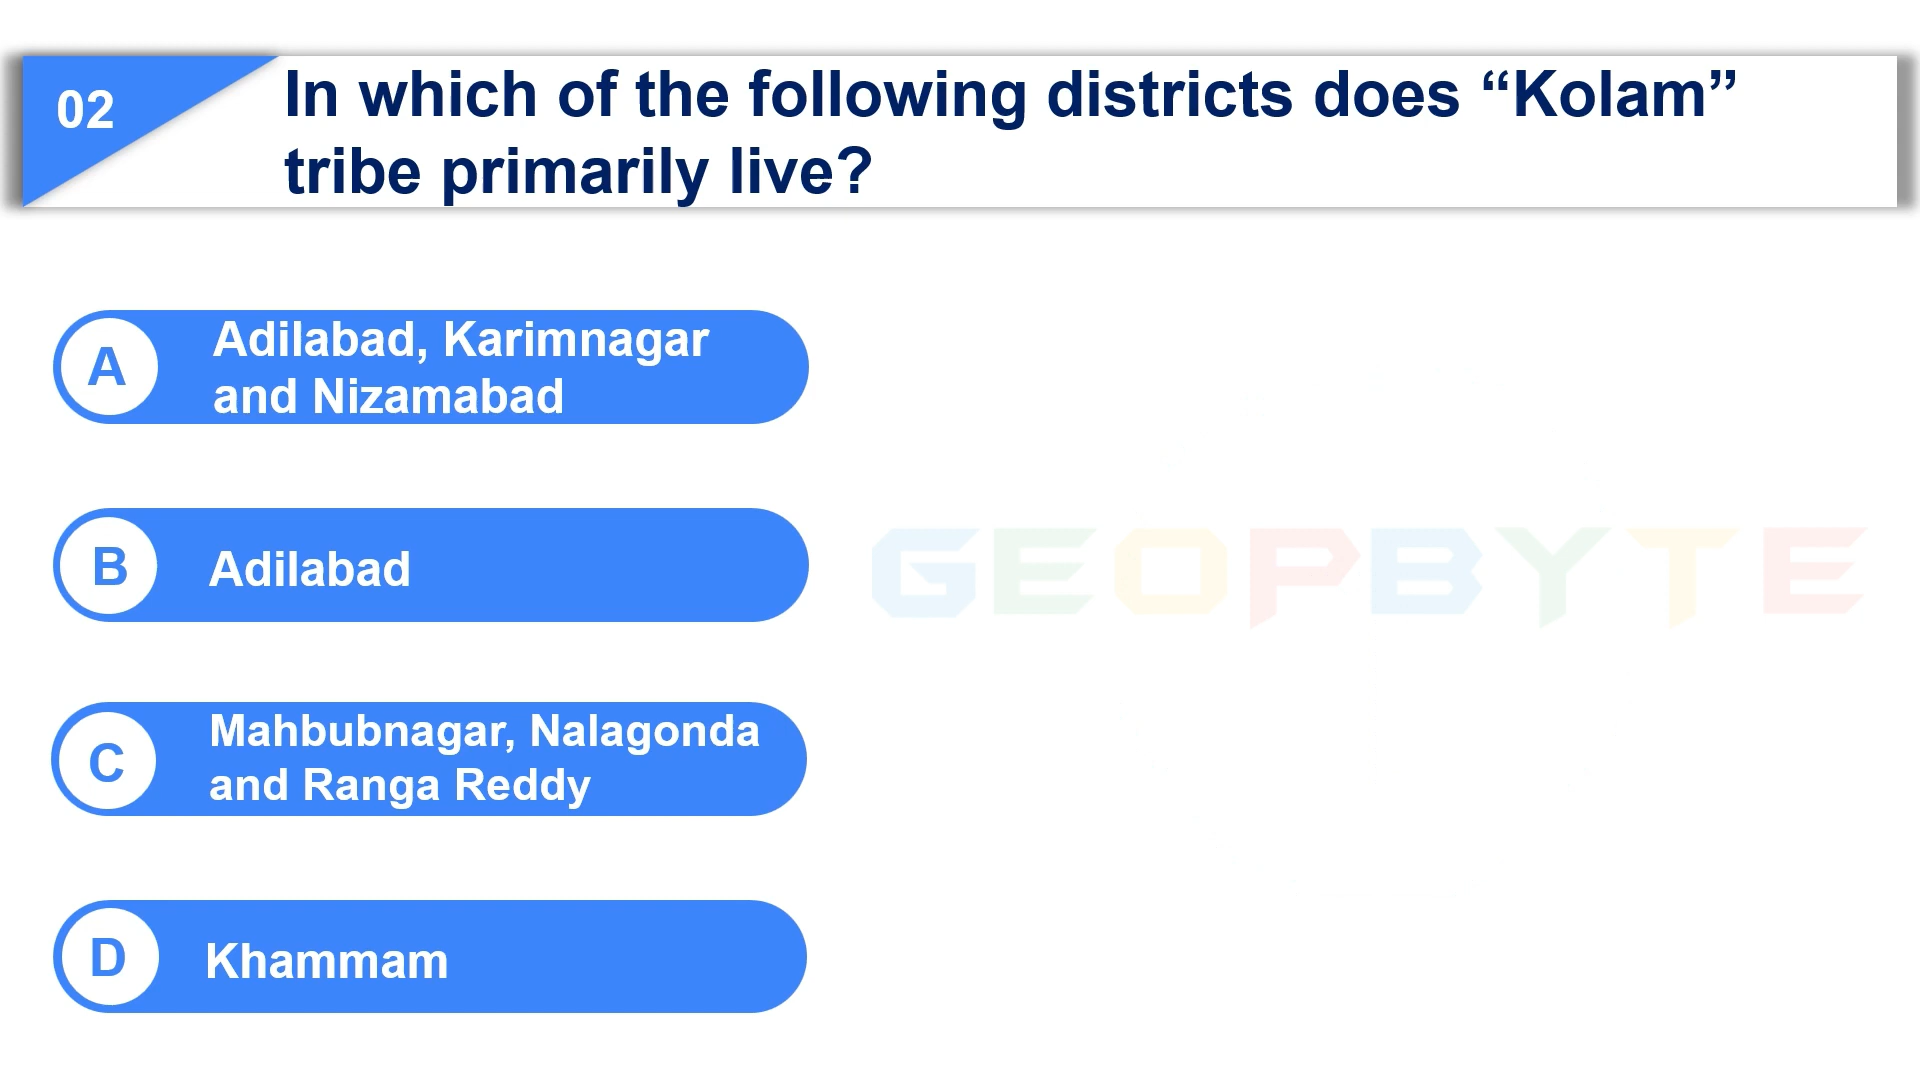 02
In which of the following districts does “Kolam”
tribe primarily live?
A
Adilabad, Karimnagar
and Nizamabad
B
Adilabad
GEOPBYTE
C
Mahbubnagar, Nalagonda
and Ranga Reddy
D
Khammam